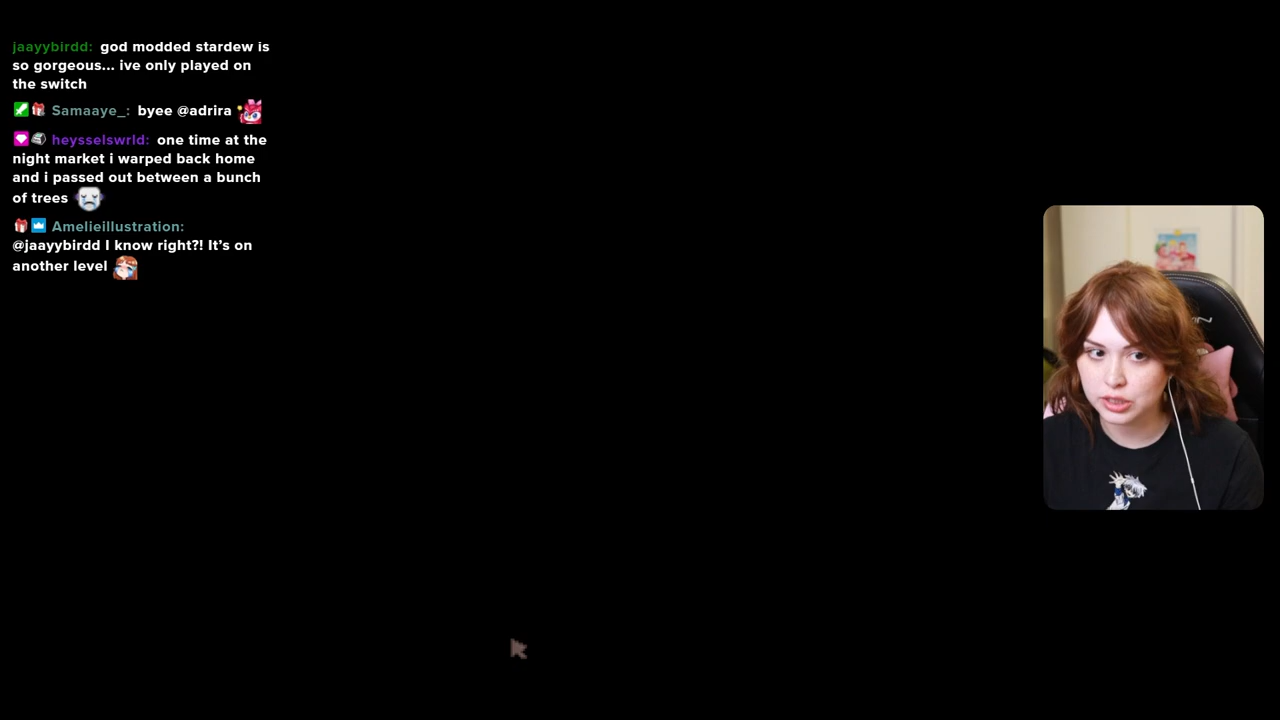 jaayybirdd: god modded stardew is
so gorgeous... ive only played on
the switch
Samaaye_: byee @adrira
heysselswrld: one time at the
night market i warped back home
and i passed out between a bunch
of trees
Amelieillustration:
@jaayybirdd I know right?! It's on
another level